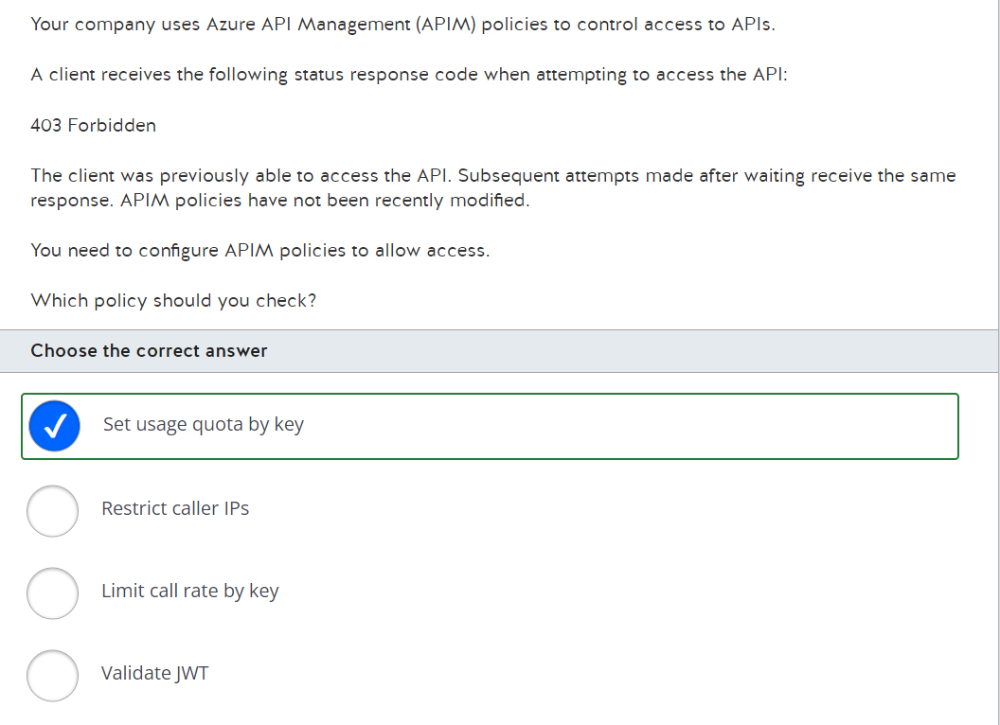 Your company uses Azure API Management (APIM) policies to control access to APIs.
A client receives the following status response code when attempting to access the API:
403 Forbidden
The client was previously able to access the API. Subsequent attempts made after waiting receive the same
response. APIM policies have not been recently modified.
You need to configure APIM policies to allow access.
Which policy should you check?
Choose the correct answer
Set usage quota by key
Restrict caller IPs
Limit call rate by key
Validate JWT